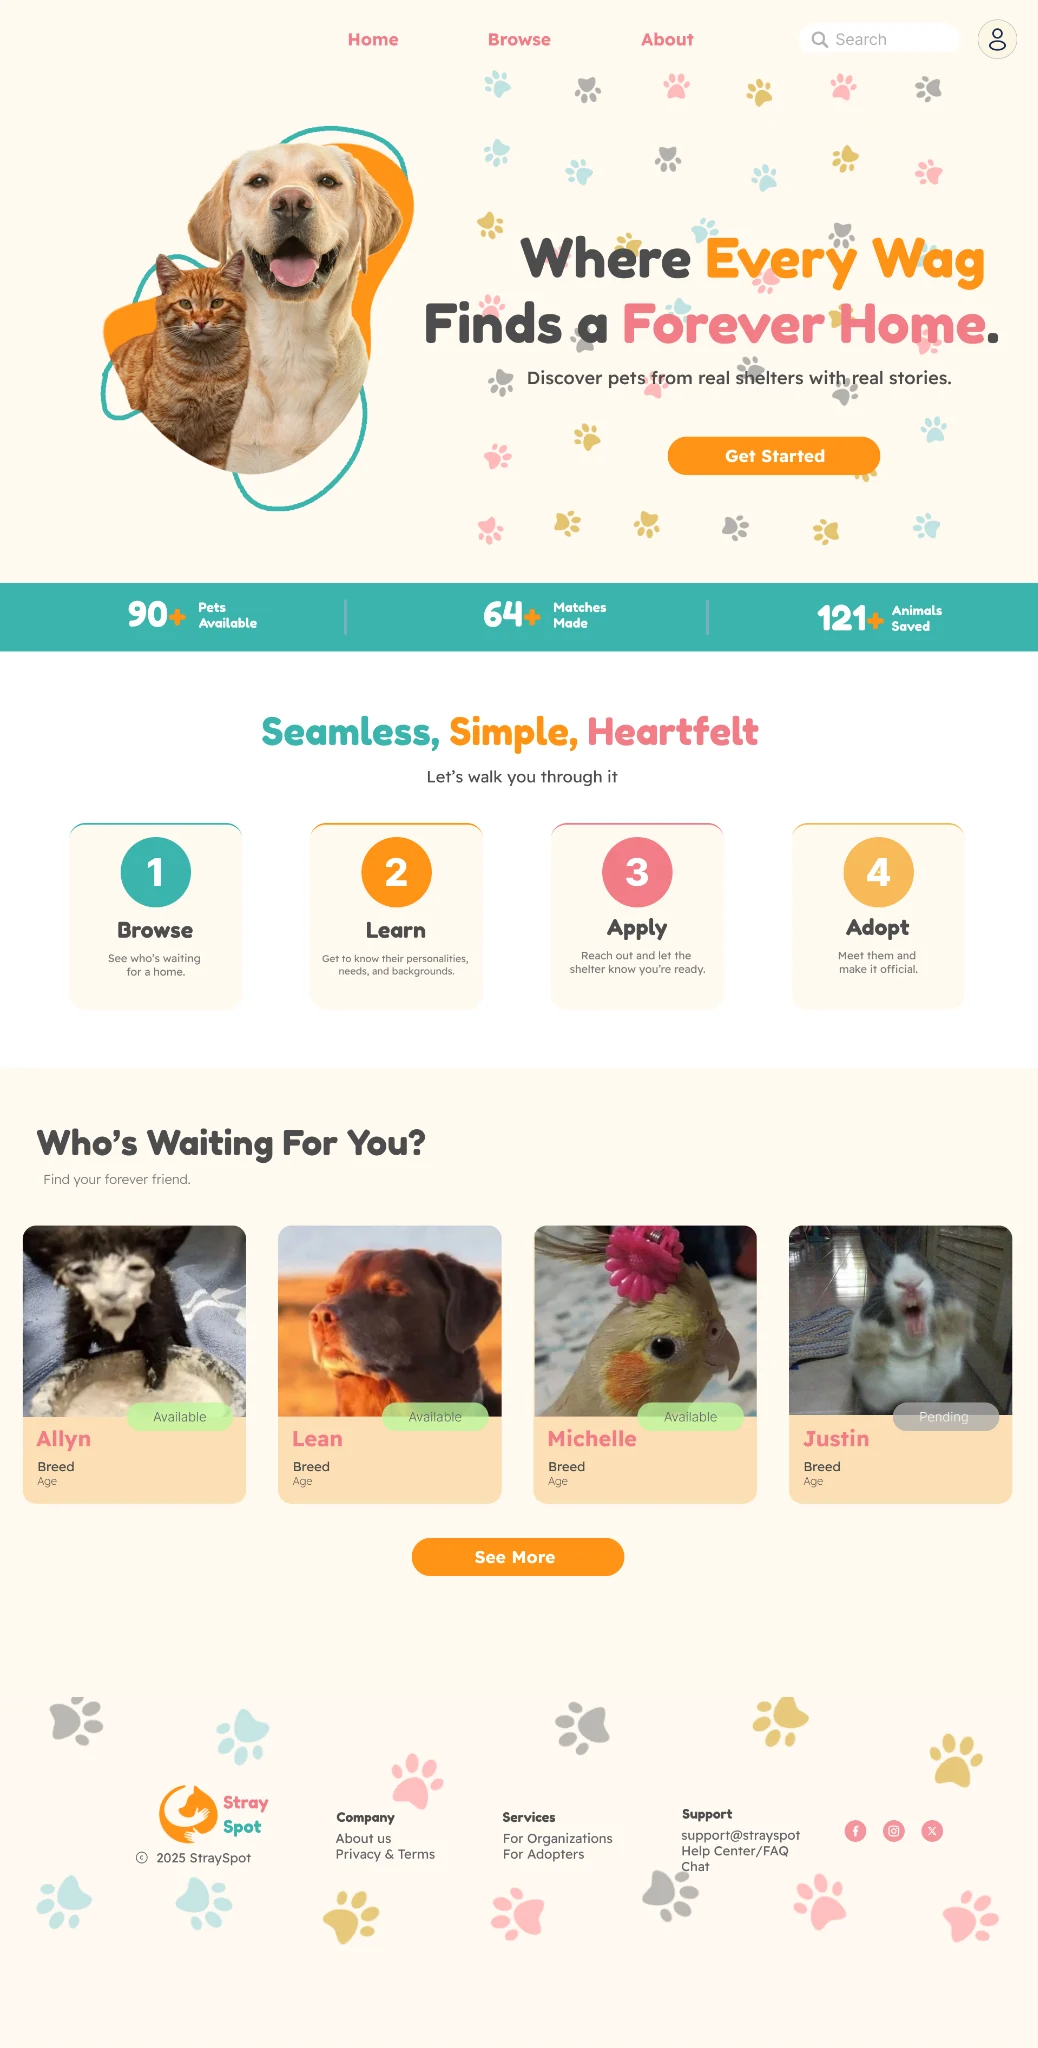 Home
Browse
About
Search
Where Every Wag
Finds a Forever Home.
Discover pets from real shelters with real stories.
Get Started
90+
Pets
Available
64+
Matches
Made
121+
Animals
Saved
Seamless, Simple, Heartfelt
Let's walk you through it
1
Browse
See who's waiting
for a home.
2
Learn
Get to know their personalities,
needs, and backgrounds.
3
Apply
Reach out and let the
shelter know you're ready.
4
Adopt
Meet them and
make it official.
Who's Waiting For You?
Find your forever friend.
Available
Allyn
Breed
Age
Available
Lean
Breed
Age
Available
Michelle
Breed
Age
Pending
Justin
Breed
Age
See More
Stray
Spot
© 2025 StraySpot
Company
About us
Privacy & Terms
Services
For Organizations
For Adopters
Support
support@strayspot
Help Center/FAQ
Chat